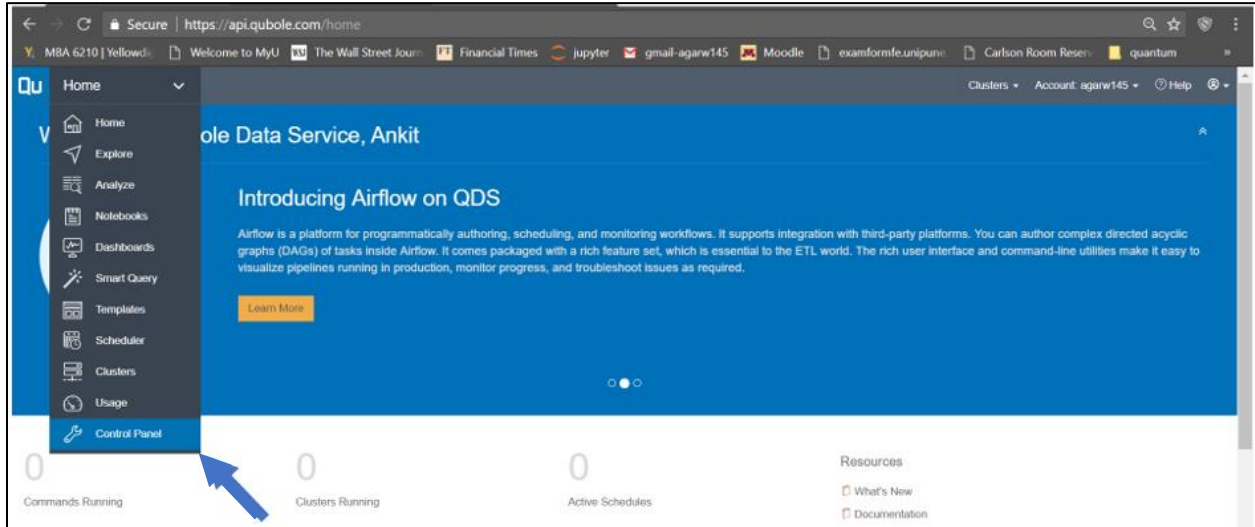 Secure | https://api.qubole.com/home
MBA 6210 | Yellowdi Welcome to MyU WSJ The Wall Street Journ FT Financial Times jupyter gmail-agarw145 Moodle examformfe.unipune Carlson Room Reserv quantum »
Qu Home Clusters Account: agarw145 Help
W ole Data Service, Ankit
Home
Explore
Analyze
Notebooks
Dashboards
Smart Query
Templates
Scheduler
Clusters
Usage
Control Panel
Introducing Airflow on QDS
Airflow is a platform for programmatically authoring, scheduling, and monitoring workflows. It supports integration with third-party platforms. You can author complex directed acyclic
graphs (DAGs) of tasks inside Airflow. It comes packaged with a rich feature set, which is essential to the ETL world. The rich user interface and command-line utilities make it easy to
visualize pipelines running in production, monitor progress, and troubleshoot issues as required.
Learn More
0 0 0
Commands Running Clusters Running Active Schedules
Resources
What's New
Documentation